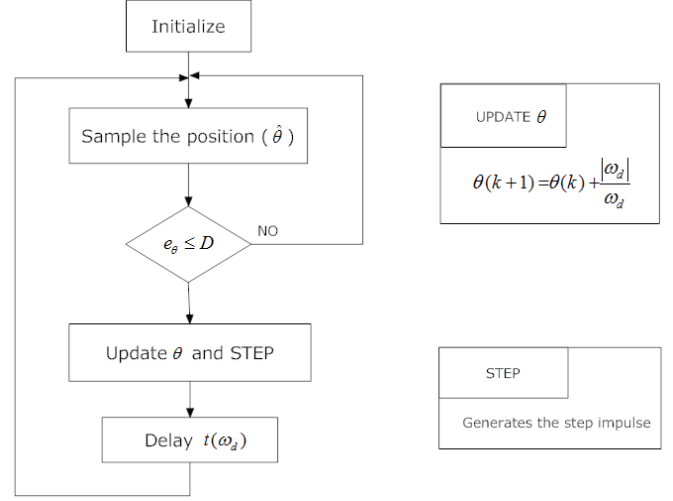 Initialize
Sample the position ( θ̂ )
e_θ ≤ D
NO
Update θ and STEP
Delay t(ω_d)
UPDATE θ
θ(k+1)=θ(k)+|ω_d|/ω_d
STEP
Generates the step impulse